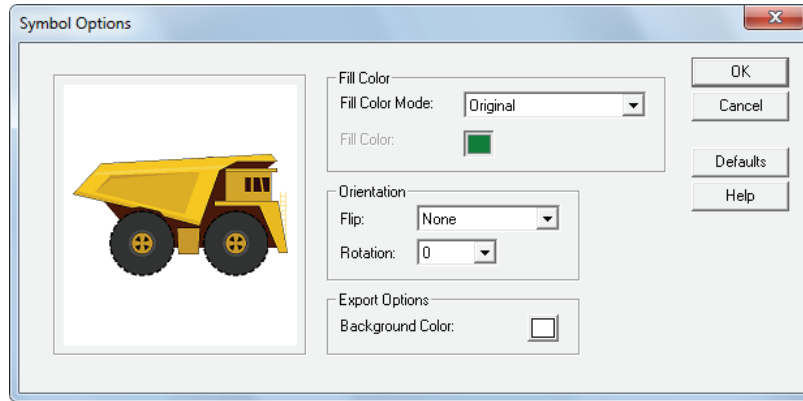 Symbol Options
Fill Color
Fill Color Mode: Original
Fill Color:
Orientation
Flip: None
Rotation: 0
Export Options
Background Color:
OK
Cancel
Defaults
Help